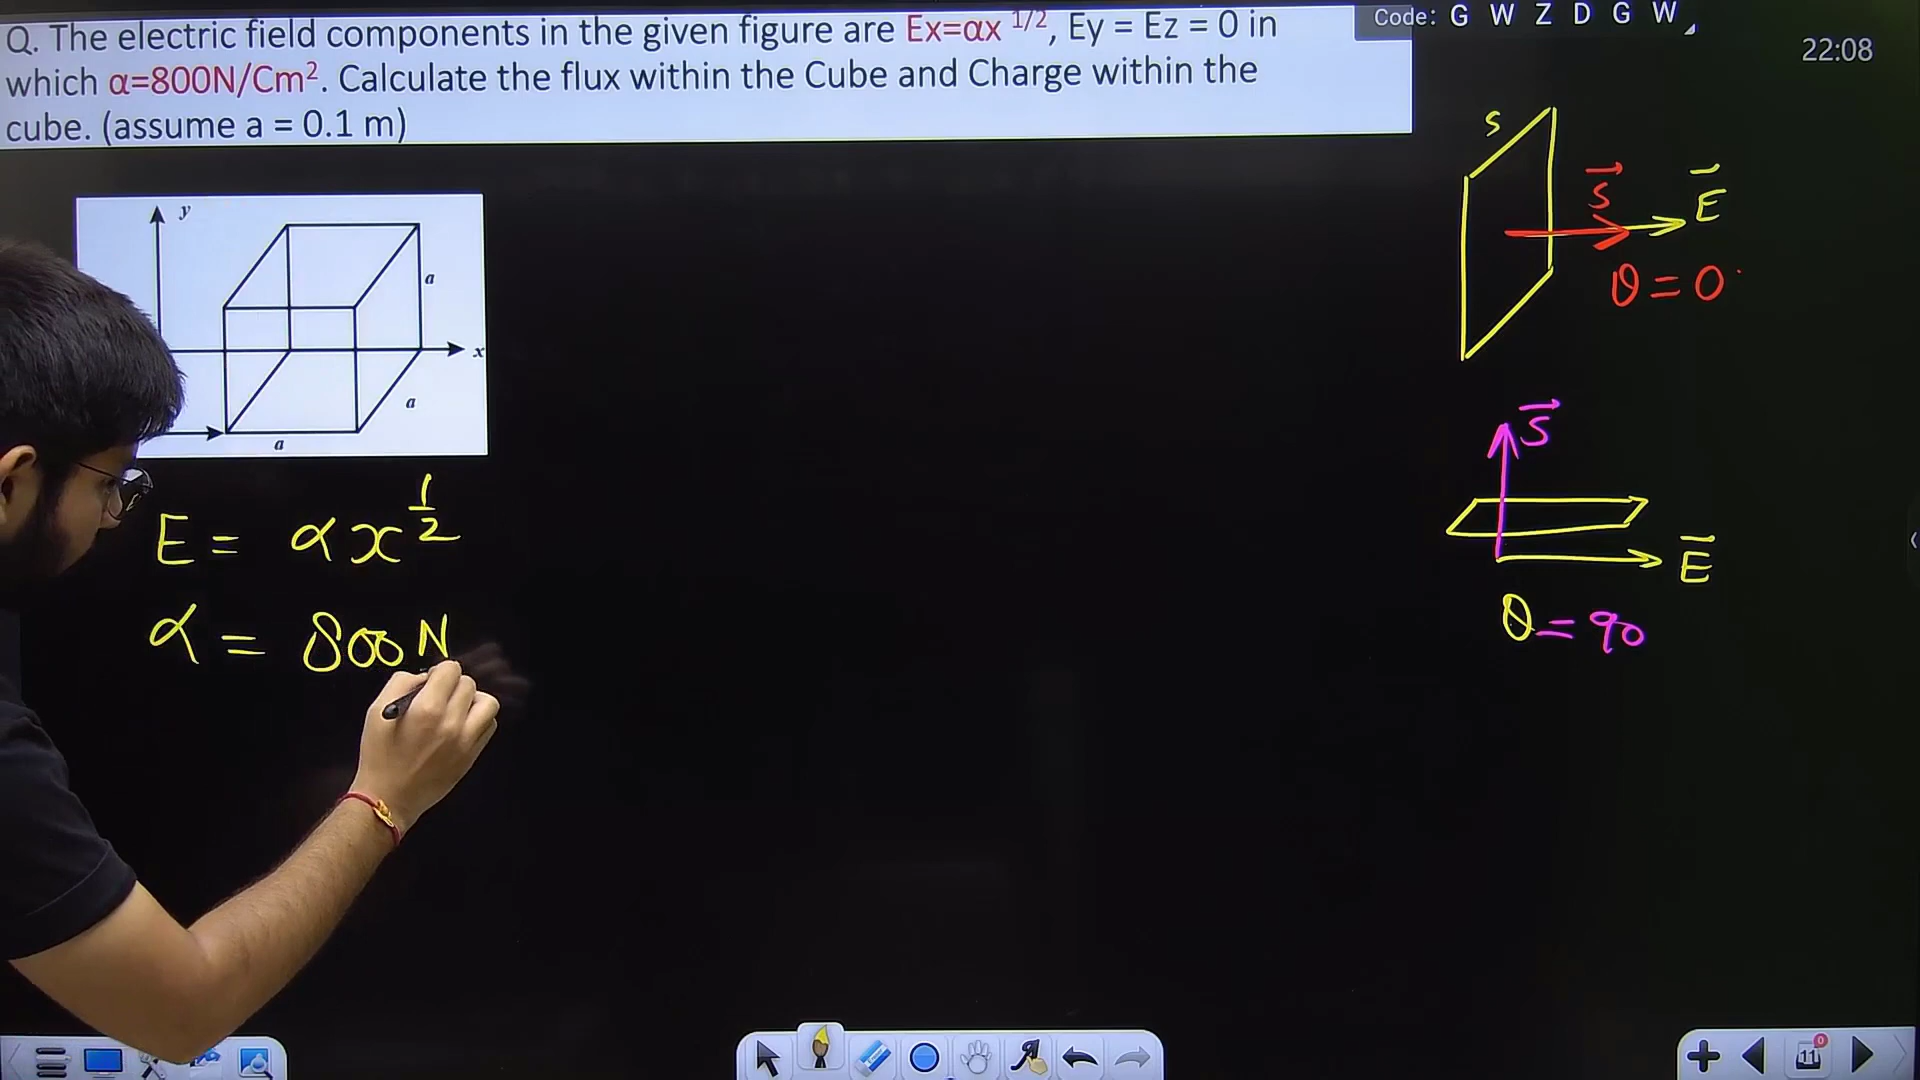 Q. The electric field components in the given figure are Ex=αx 1/2, Ey = Ez = 0 in
which α=800N/Cm². Calculate the flux within the Cube and Charge within the
cube. (assume a = 0.1 m)
Code: G W Z D G W
22:08
y
a
x
a
a
E = αx^1/2
α = 800N
S
S
E
θ = 0
S
E
θ = 90
11
0